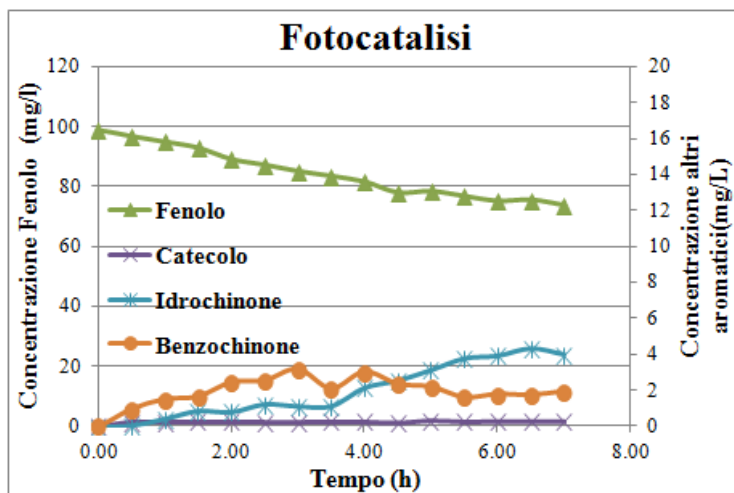 Fotocatalisi
Concentrazione Fenolo (mg/l)
120
100
80
60
40
20
0
Fenolo
Catecolo
Idrochinone
Benzochinone
20
18
16
14
12
10
8
6
4
2
0
Concentrazione altri
aromatici(mg/L)
0.00 2.00 4.00 6.00 8.00
Tempo (h)